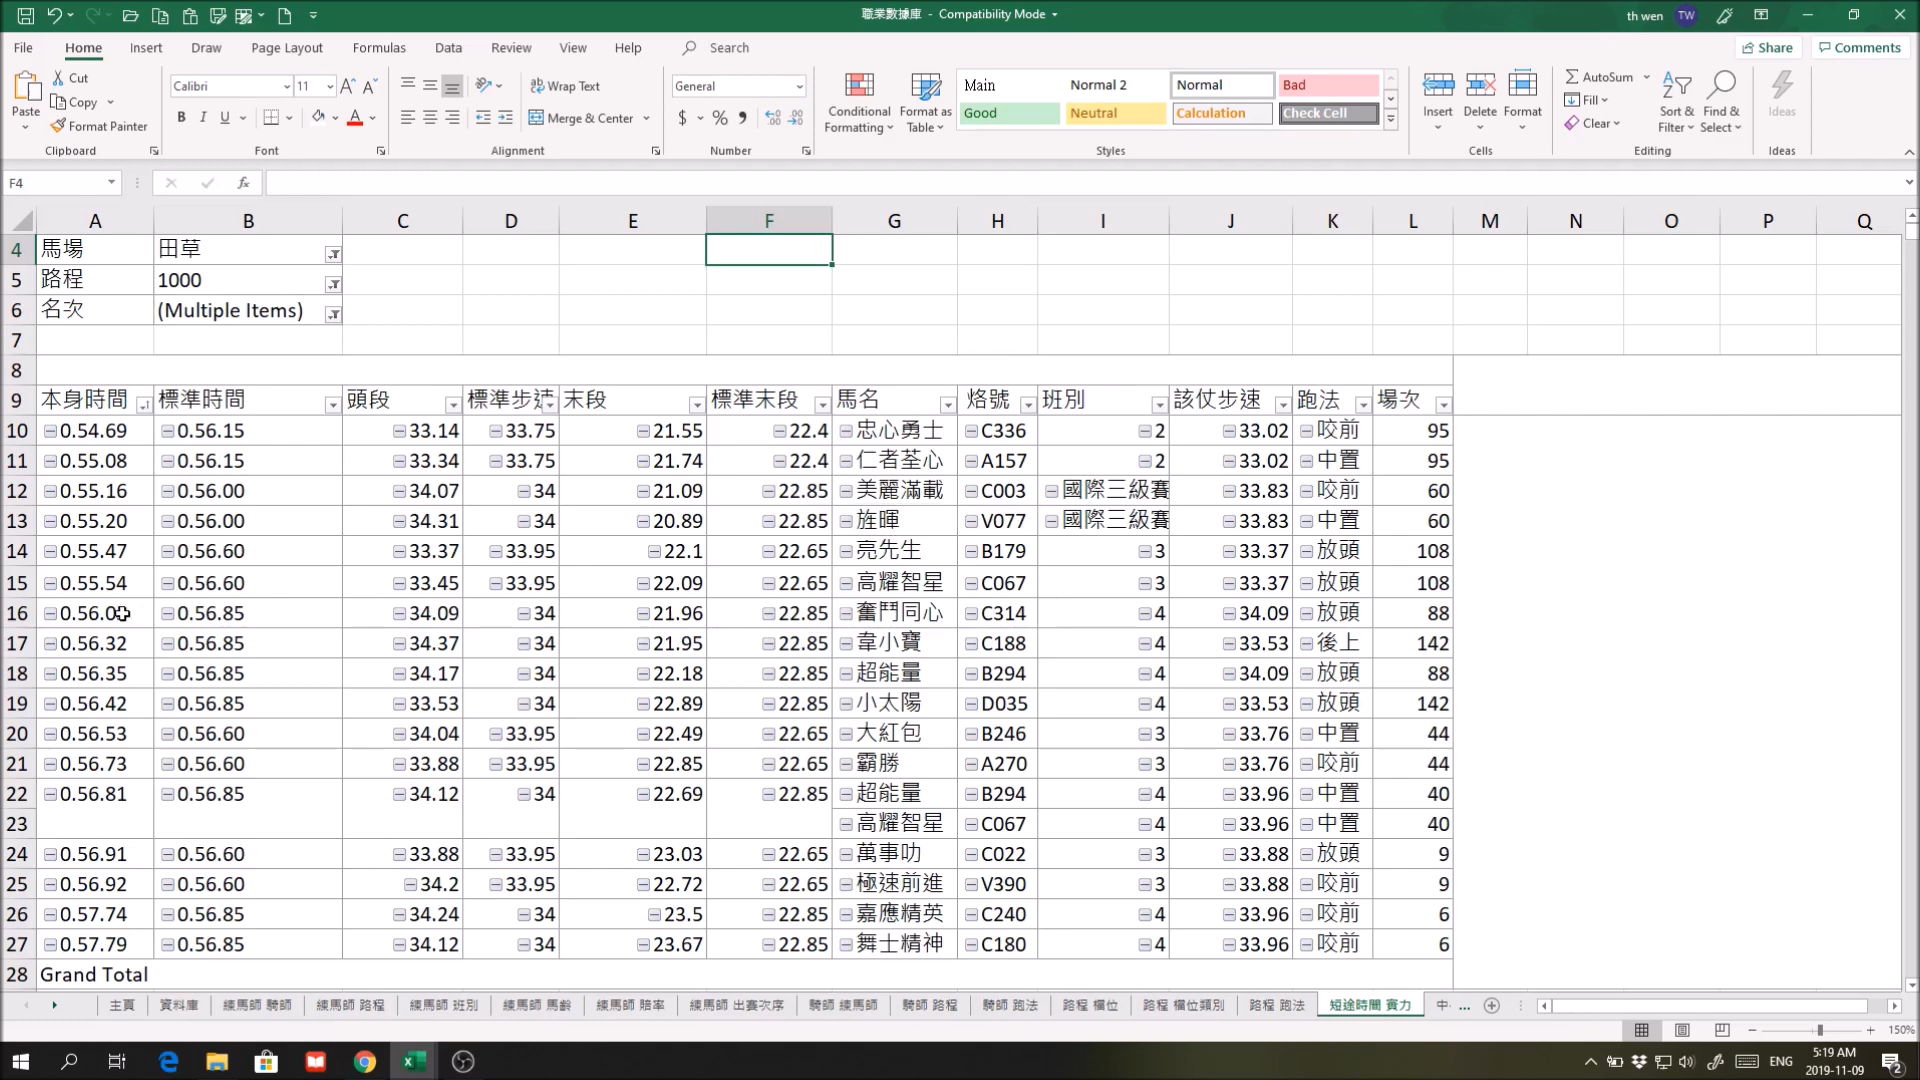 職業數據庫 - Compatibility Mode
th wen TW
File Home Insert Draw Page Layout Formulas Data Review View Help Search Share Comments
Paste Cut Copy Format Painter Clipboard
Calibri 11 A A B I U A Font
Wrap Text Merge & Center Alignment
General $ % Number
Conditional Formatting Format as Table
Main Normal 2 Normal Bad
Good Neutral Calculation Check Cell
Styles
Insert Delete Format Cells
AutoSum Fill Clear Sort & Filter Find & Select Editing
Ideas Ideas
F4 fx
A B C D E F G H I J K L M N O P Q
4 馬場 田草
5 路程 1000
6 名次 (Multiple Items)
7
8
9 本身時間 標準時間 頭段 標準步速 末段 標準末段 馬名 烙號 班別 該仗步速 跑法 場次
10 0.54.69 0.56.15 33.14 33.75 21.55 22.4 忠心勇士 C336 2 33.02 咬前 95
11 0.55.08 0.56.15 33.34 33.75 21.74 22.4 仁者荃心 A157 2 33.02 中置 95
12 0.55.16 0.56.00 34.07 34 21.09 22.85 美麗滿載 C003 國際三級賽 33.83 咬前 60
13 0.55.20 0.56.00 34.31 34 20.89 22.85 旌暉 V077 國際三級賽 33.83 中置 60
14 0.55.47 0.56.60 33.37 33.95 22.1 22.65 亮先生 B179 3 33.37 放頭 108
15 0.55.54 0.56.60 33.45 33.95 22.09 22.65 高耀智星 C067 3 33.37 放頭 108
16 0.56.0 0.56.85 34.09 34 21.96 22.85 奮鬥同心 C314 4 34.09 放頭 88
17 0.56.32 0.56.85 34.37 34 21.95 22.85 韋小寶 C188 4 33.53 後上 142
18 0.56.35 0.56.85 34.17 34 22.18 22.85 超能量 B294 4 34.09 放頭 88
19 0.56.42 0.56.85 33.53 34 22.89 22.85 小太陽 D035 4 33.53 放頭 142
20 0.56.53 0.56.60 34.04 33.95 22.49 22.65 大紅包 B246 3 33.76 中置 44
21 0.56.73 0.56.60 33.88 33.95 22.85 22.65 霸勝 A270 3 33.76 咬前 44
22 0.56.81 0.56.85 34.12 34 22.69 22.85 超能量 B294 4 33.96 中置 40
23 高耀智星 C067 4 33.96 中置 40
24 0.56.91 0.56.60 33.88 33.95 23.03 22.65 萬事叻 C022 3 33.88 放頭 9
25 0.56.92 0.56.60 34.2 33.95 22.72 22.65 極速前進 V390 3 33.88 咬前 9
26 0.57.74 0.56.85 34.24 34 23.5 22.85 嘉應精英 C240 4 33.96 咬前 6
27 0.57.79 0.56.85 34.12 34 23.67 22.85 舞士精神 C180 4 33.96 咬前 6
28 Grand Total
主頁 資料庫 練馬師 騎師 練馬師 路程 練馬師 班別 練馬師 馬齡 練馬師 賠率 練馬師 出賽次序 騎師 練馬師 騎師 路程 騎師 跑法 路程 欄位 路程 欄位類別 路程 跑法 短途時間 實力 中 ...
150%
ENG 5:19 AM
2019-11-09
2